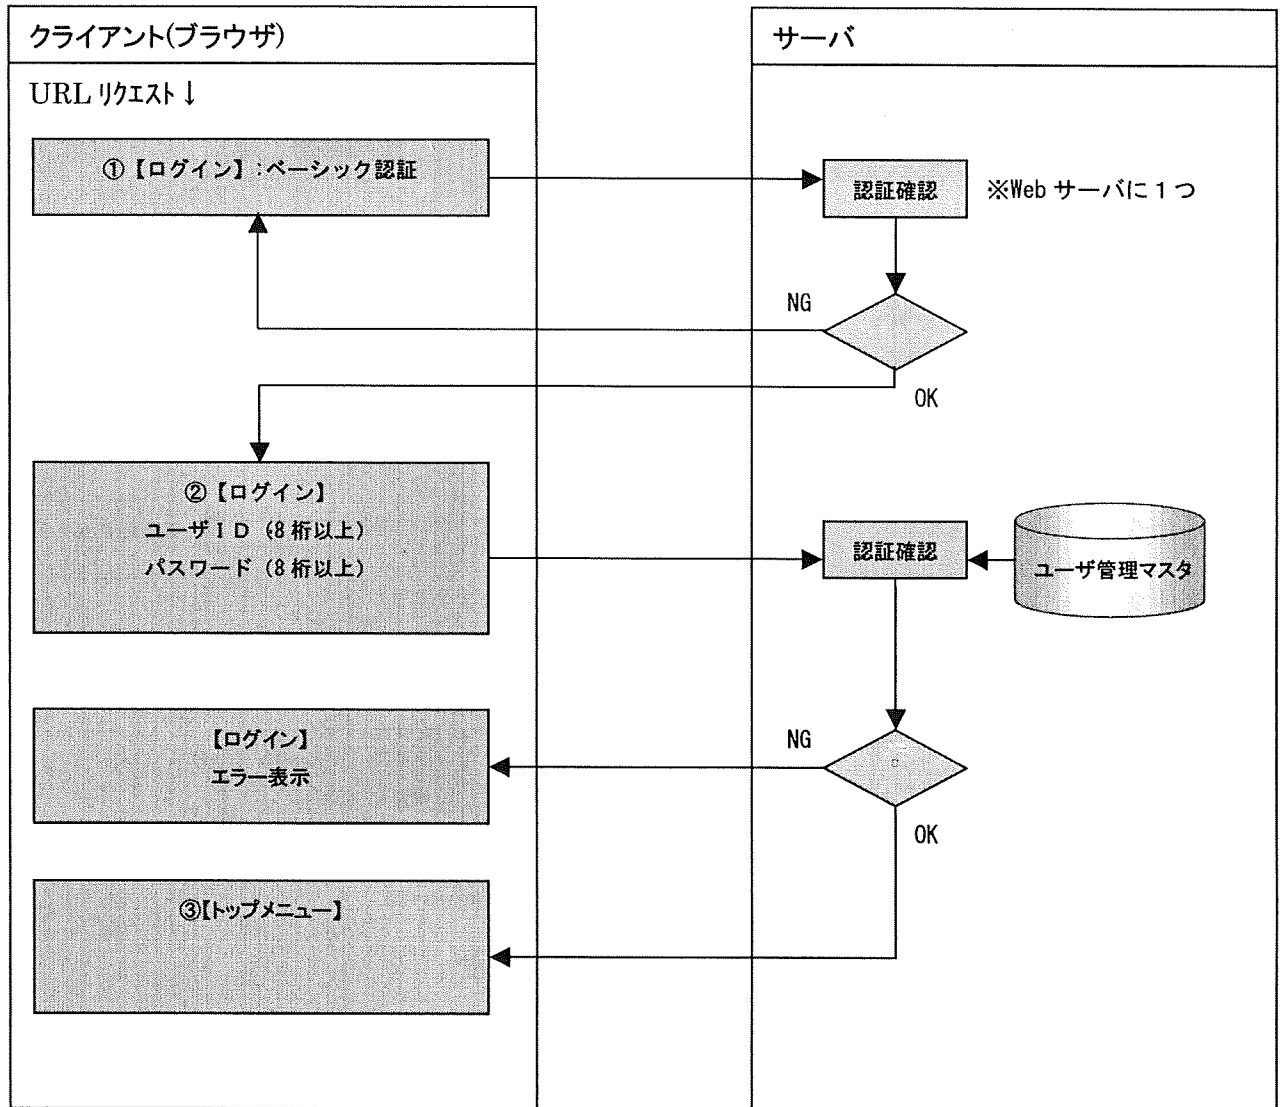 クライアント(ブラウザ)
サーバ
URL リクエスト↓
①【ログイン】:ベーシック認証
認証確認
※Web サーバに1つ
NG
OK
②【ログイン】
ユーザID(8桁以上)
パスワード(8桁以上)
認証確認
ユーザ管理マスタ
【ログイン】
エラー表示
NG
OK
③【トップメニュー】